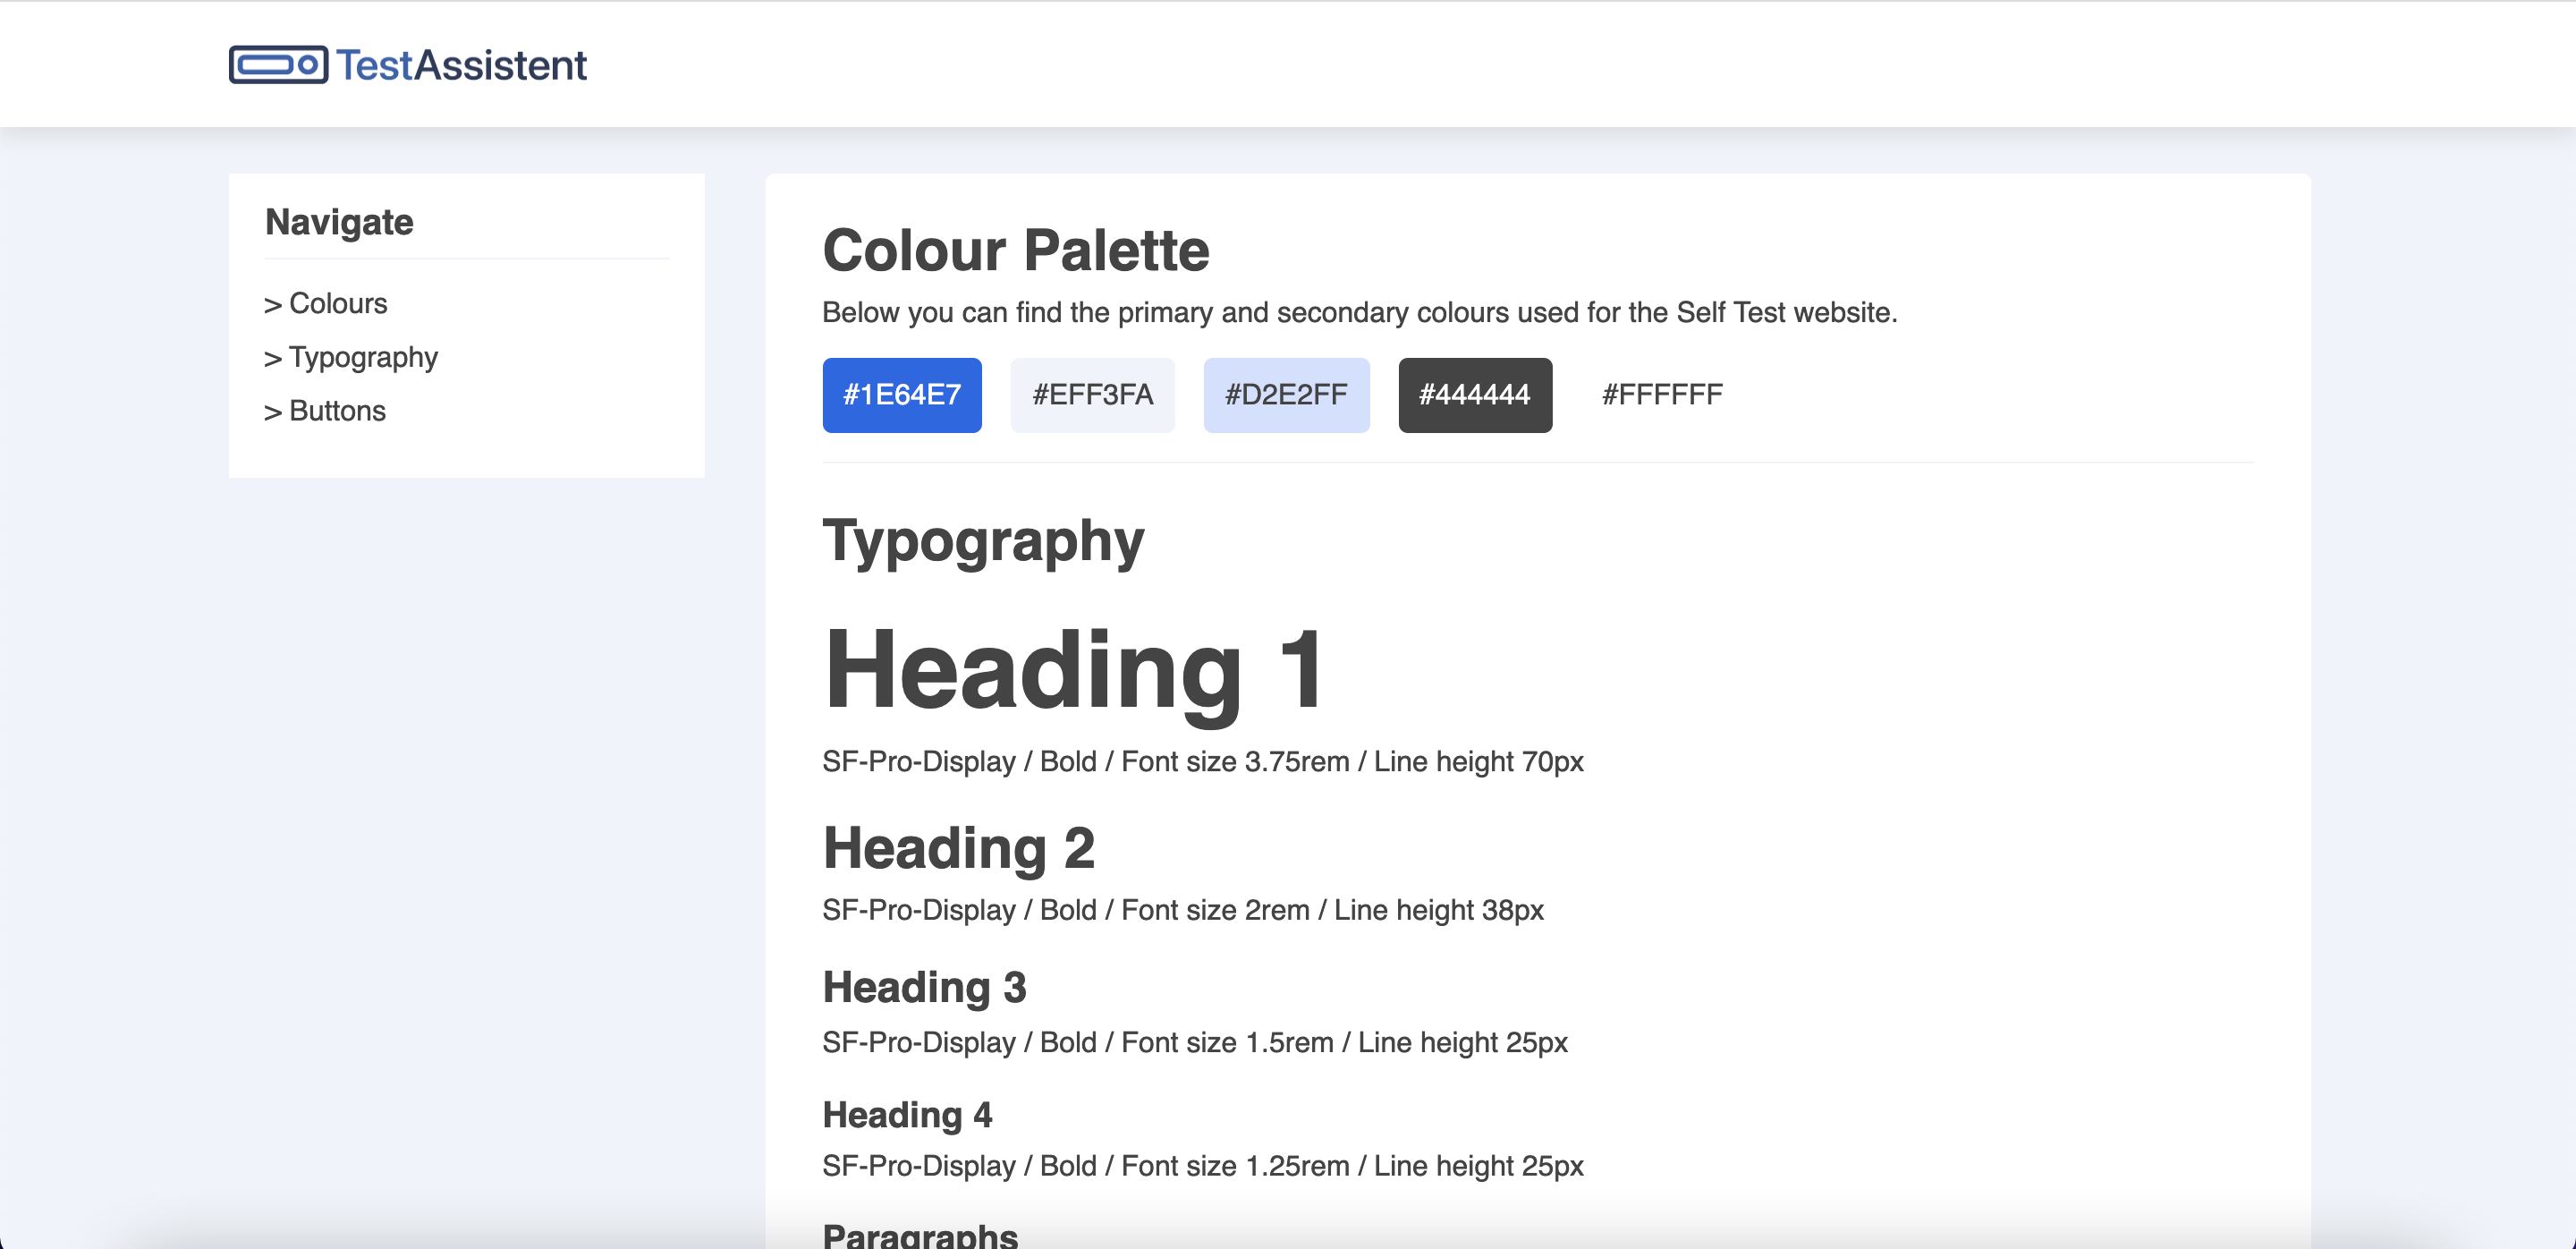 TestAssistent
Navigate
> Colours
> Typography
> Buttons
Colour Palette
Below you can find the primary and secondary colours used for the Self Test website.
#1E64E7 #EFF3FA #D2E2FF #444444 #FFFFFF
Typography
Heading 1
SF-Pro-Display / Bold / Font size 3.75rem / Line height 70px
Heading 2
SF-Pro-Display / Bold / Font size 2rem / Line height 38px
Heading 3
SF-Pro-Display / Bold / Font size 1.5rem / Line height 25px
Heading 4
SF-Pro-Display / Bold / Font size 1.25rem / Line height 25px
Paragraphs